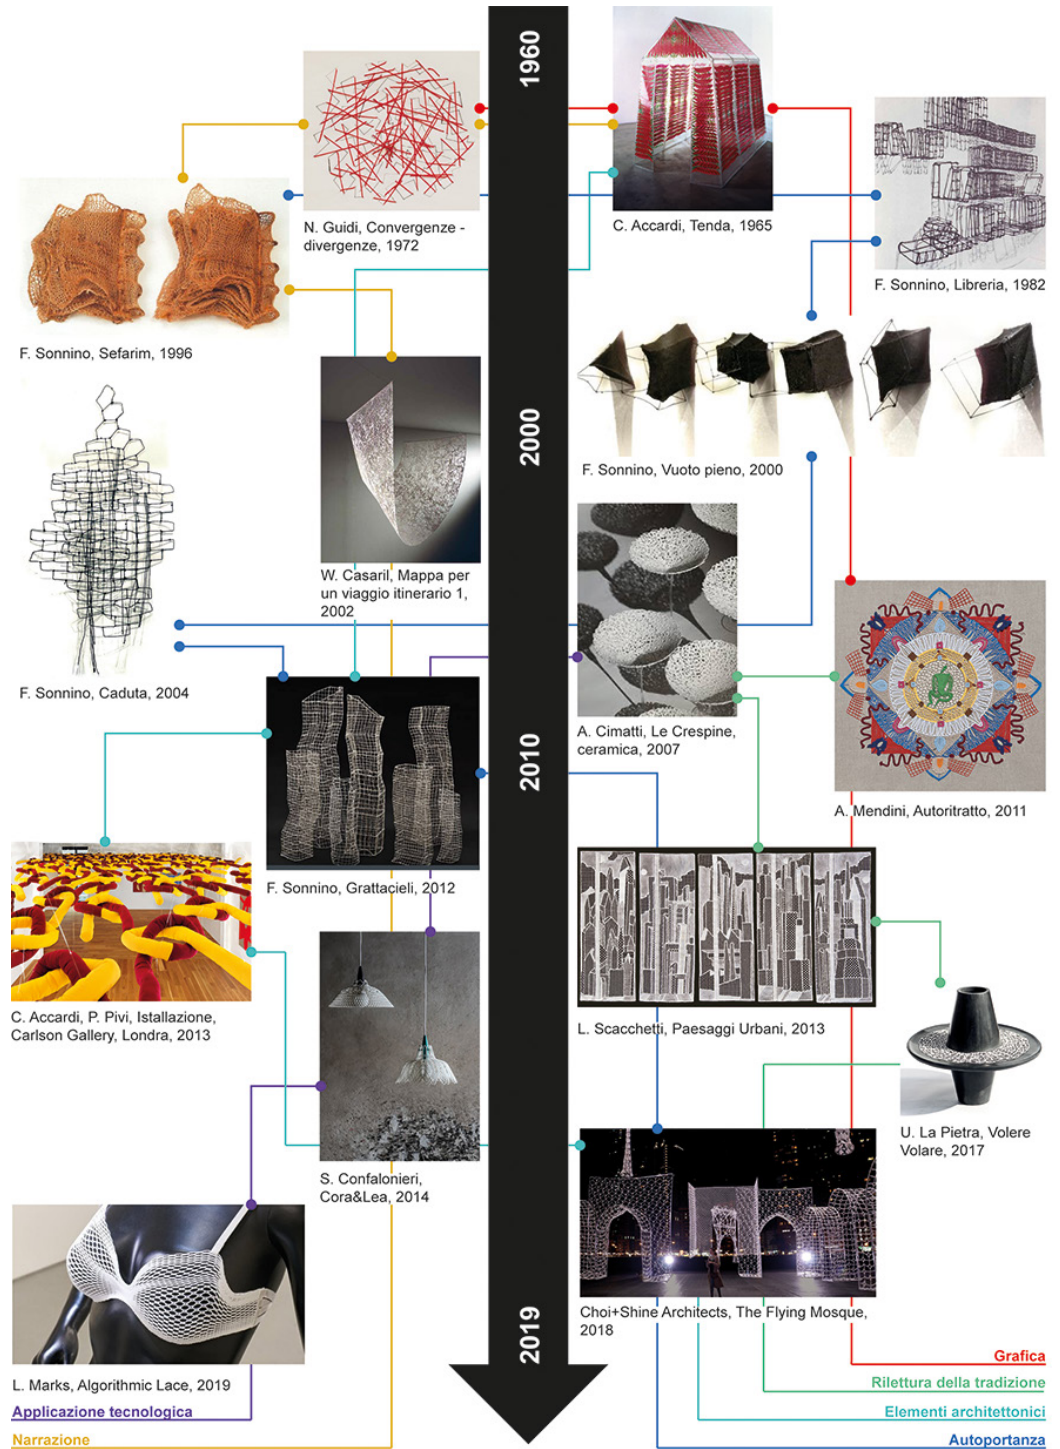 1960
N. Guidi, Convergenze -
divergenze, 1972
C. Accardi, Tenda, 1965
F. Sonnino, Libreria, 1982
F. Sonnino, Sefarim, 1996
2000
F. Sonnino, Vuoto pieno, 2000
W. Casaril, Mappa per
un viaggio itinerario 1,
2002
F. Sonnino, Caduta, 2004
A. Cimatti, Le Crespine,
ceramica, 2007
2010
A. Mendini, Autoritratto, 2011
F. Sonnino, Grattacieli, 2012
C. Accardi, P. Pivi, Istallazione,
Carlson Gallery, Londra, 2013
L. Scacchetti, Paesaggi Urbani, 2013
U. La Pietra, Volere
Volare, 2017
S. Confalonieri,
Cora&Lea, 2014
Choi+Shine Architects, The Flying Mosque,
2018
2019
L. Marks, Algorithmic Lace, 2019
Grafica
Rilettura della tradizione
Applicazione tecnologica
Elementi architettonici
Narrazione
Autoportanza